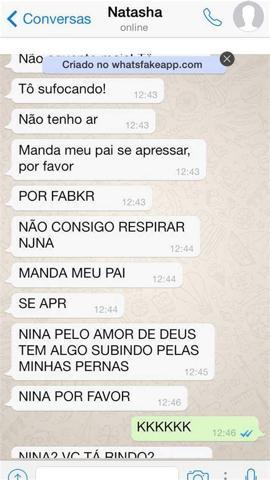 Conversas
Natasha
online
Não
Criado no whatsfakeapp.com
Tô sufocando!
12:43
Não tenho ar
12:43
Manda meu pai se apressar,
por favor
12:43
POR FABKR
12:43
NÃO CONSIGO RESPIRAR
NJNA
12:44
MANDA MEU PAI
12:44
SE APR
12:44
NINA PELO AMOR DE DEUS
TEM ALGO SUBINDO PELAS
MINHAS PERNAS
12:45
NINA POR FAVOR
12:46
KKKKKK
12:46
NINA? VC TÁ RINDO?